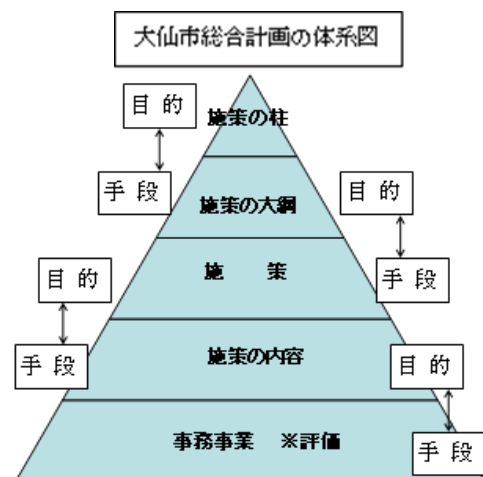 大仙市総合計画の体系図
目的
施策の柱
手段
施策の大綱
目的
施　策
手段
目的
手段
施策の内容
目的
事務事業　※評価
手段